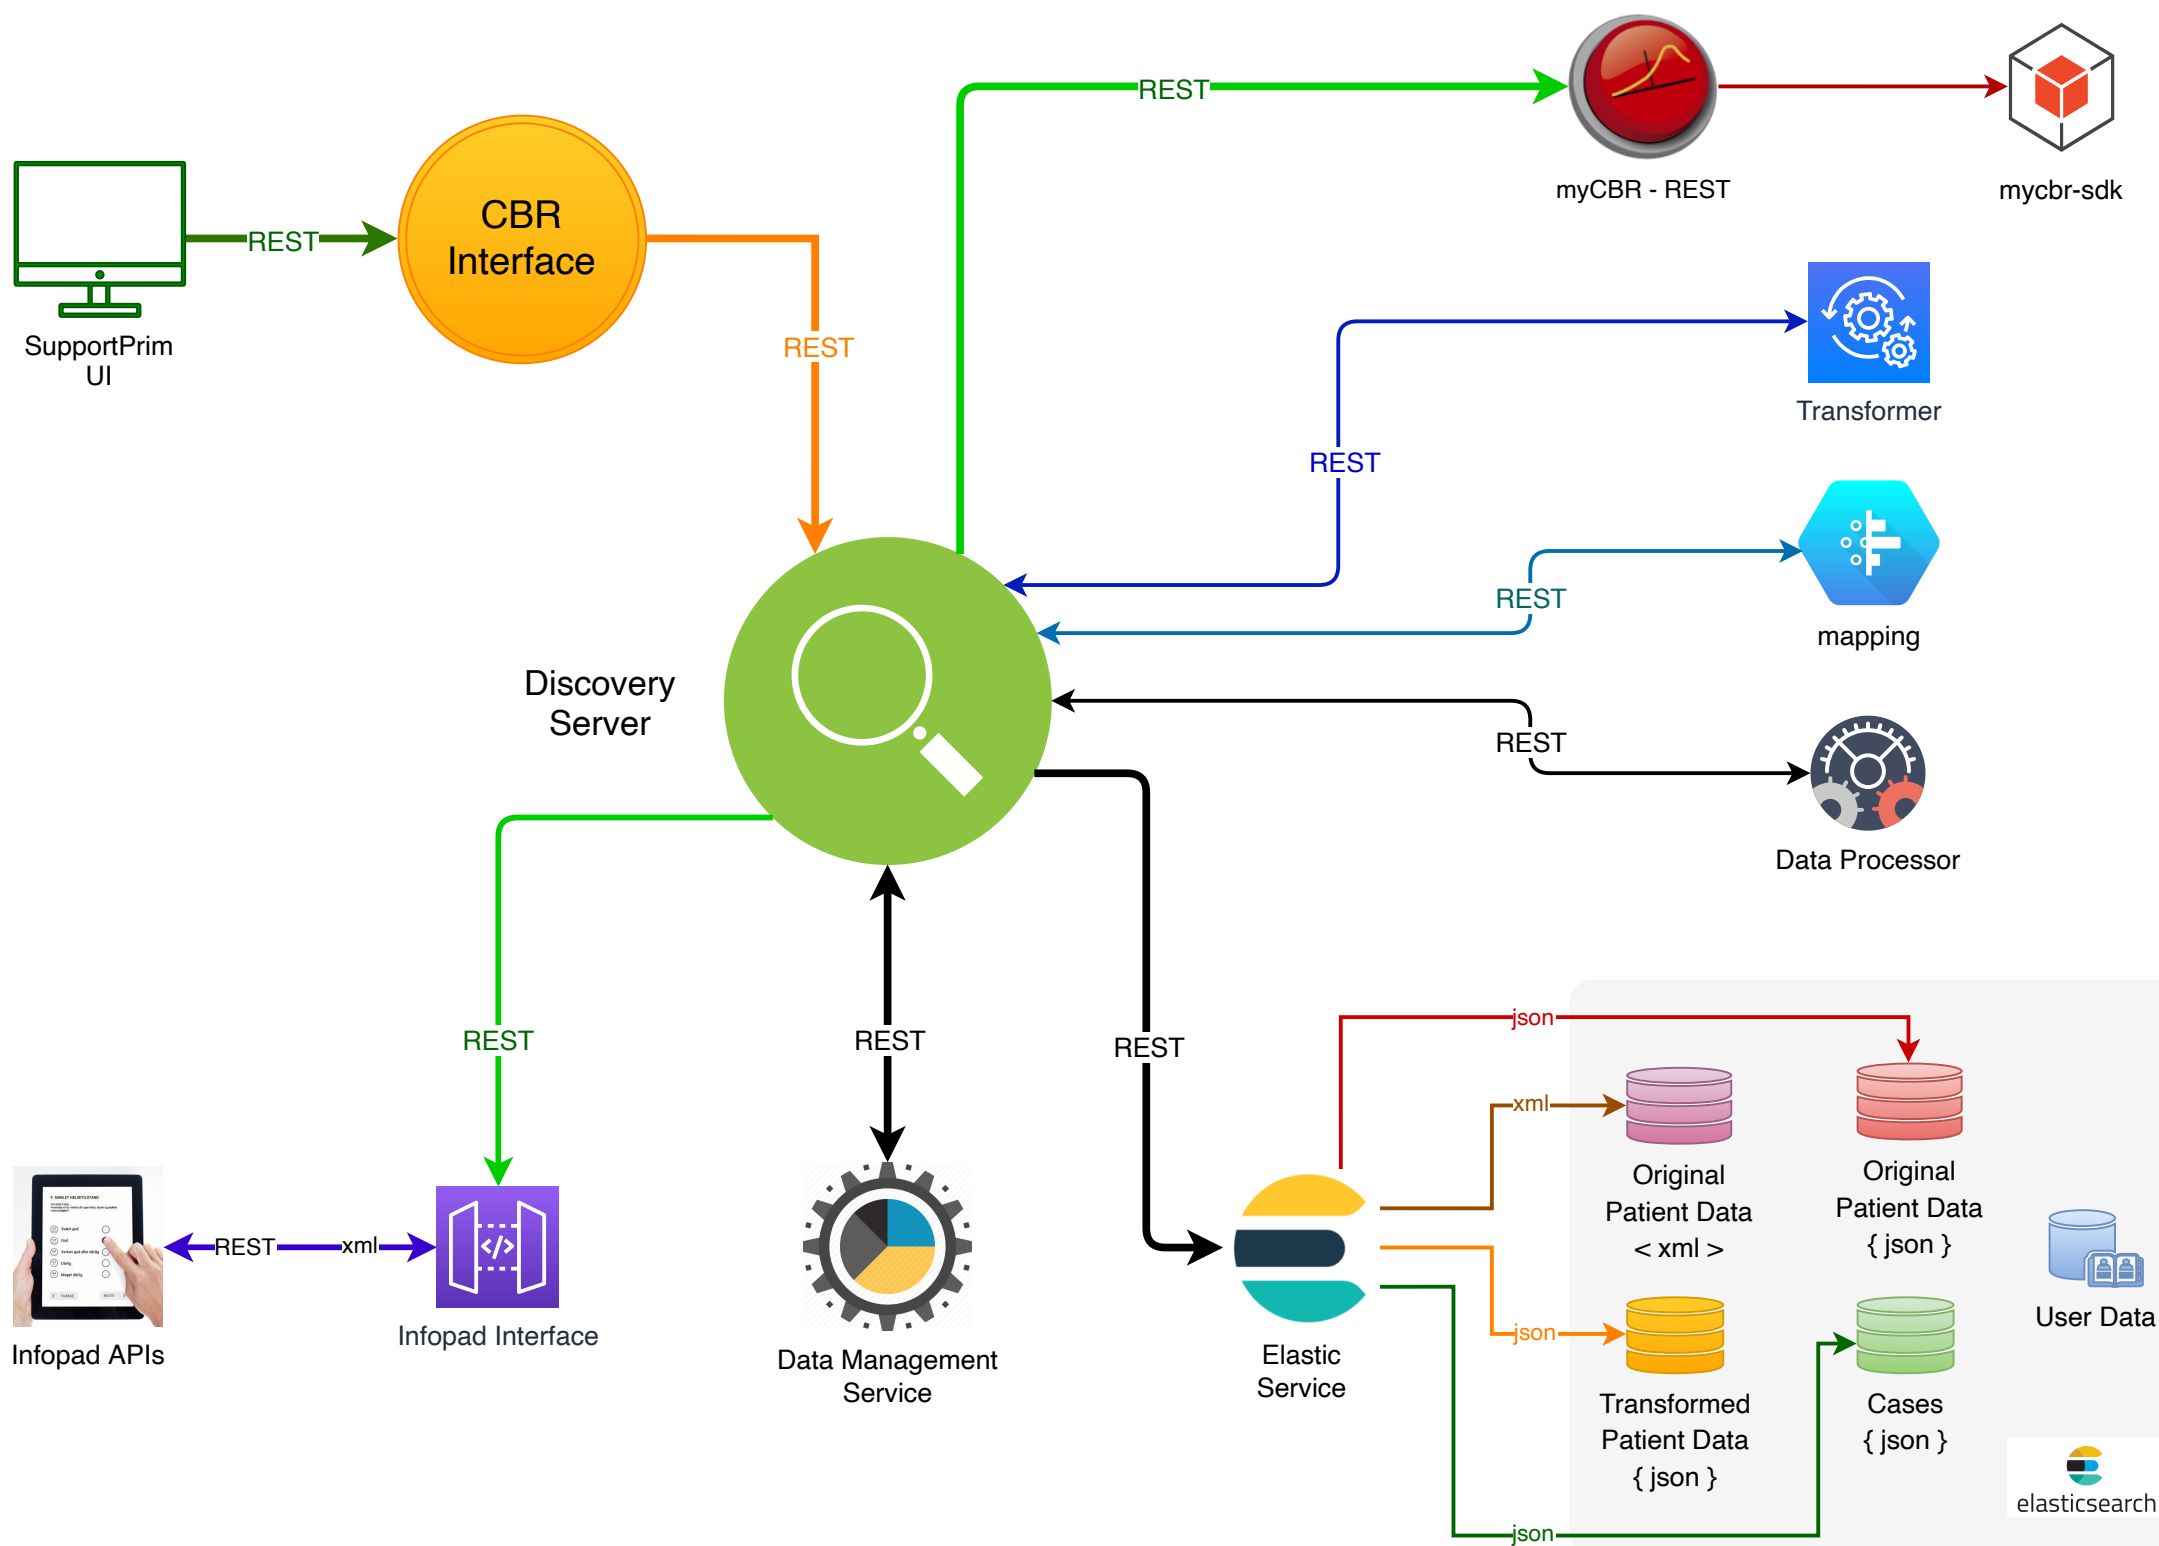 REST
myCBR - REST
mycbr-sdk
CBR
Interface
REST
SupportPrim
UI
REST
Transformer
REST
REST
mapping
Discovery
Server
REST
Data Processor
REST
REST
REST
json
xml
Original
Patient Data
< xml >
Original
Patient Data
{ json }
User Data
REST
xml
Infopad APIs
Infopad Interface
Data Management
Service
Elastic
Service
json
Transformed
Patient Data
{ json }
Cases
{ json }
elasticsearch
json